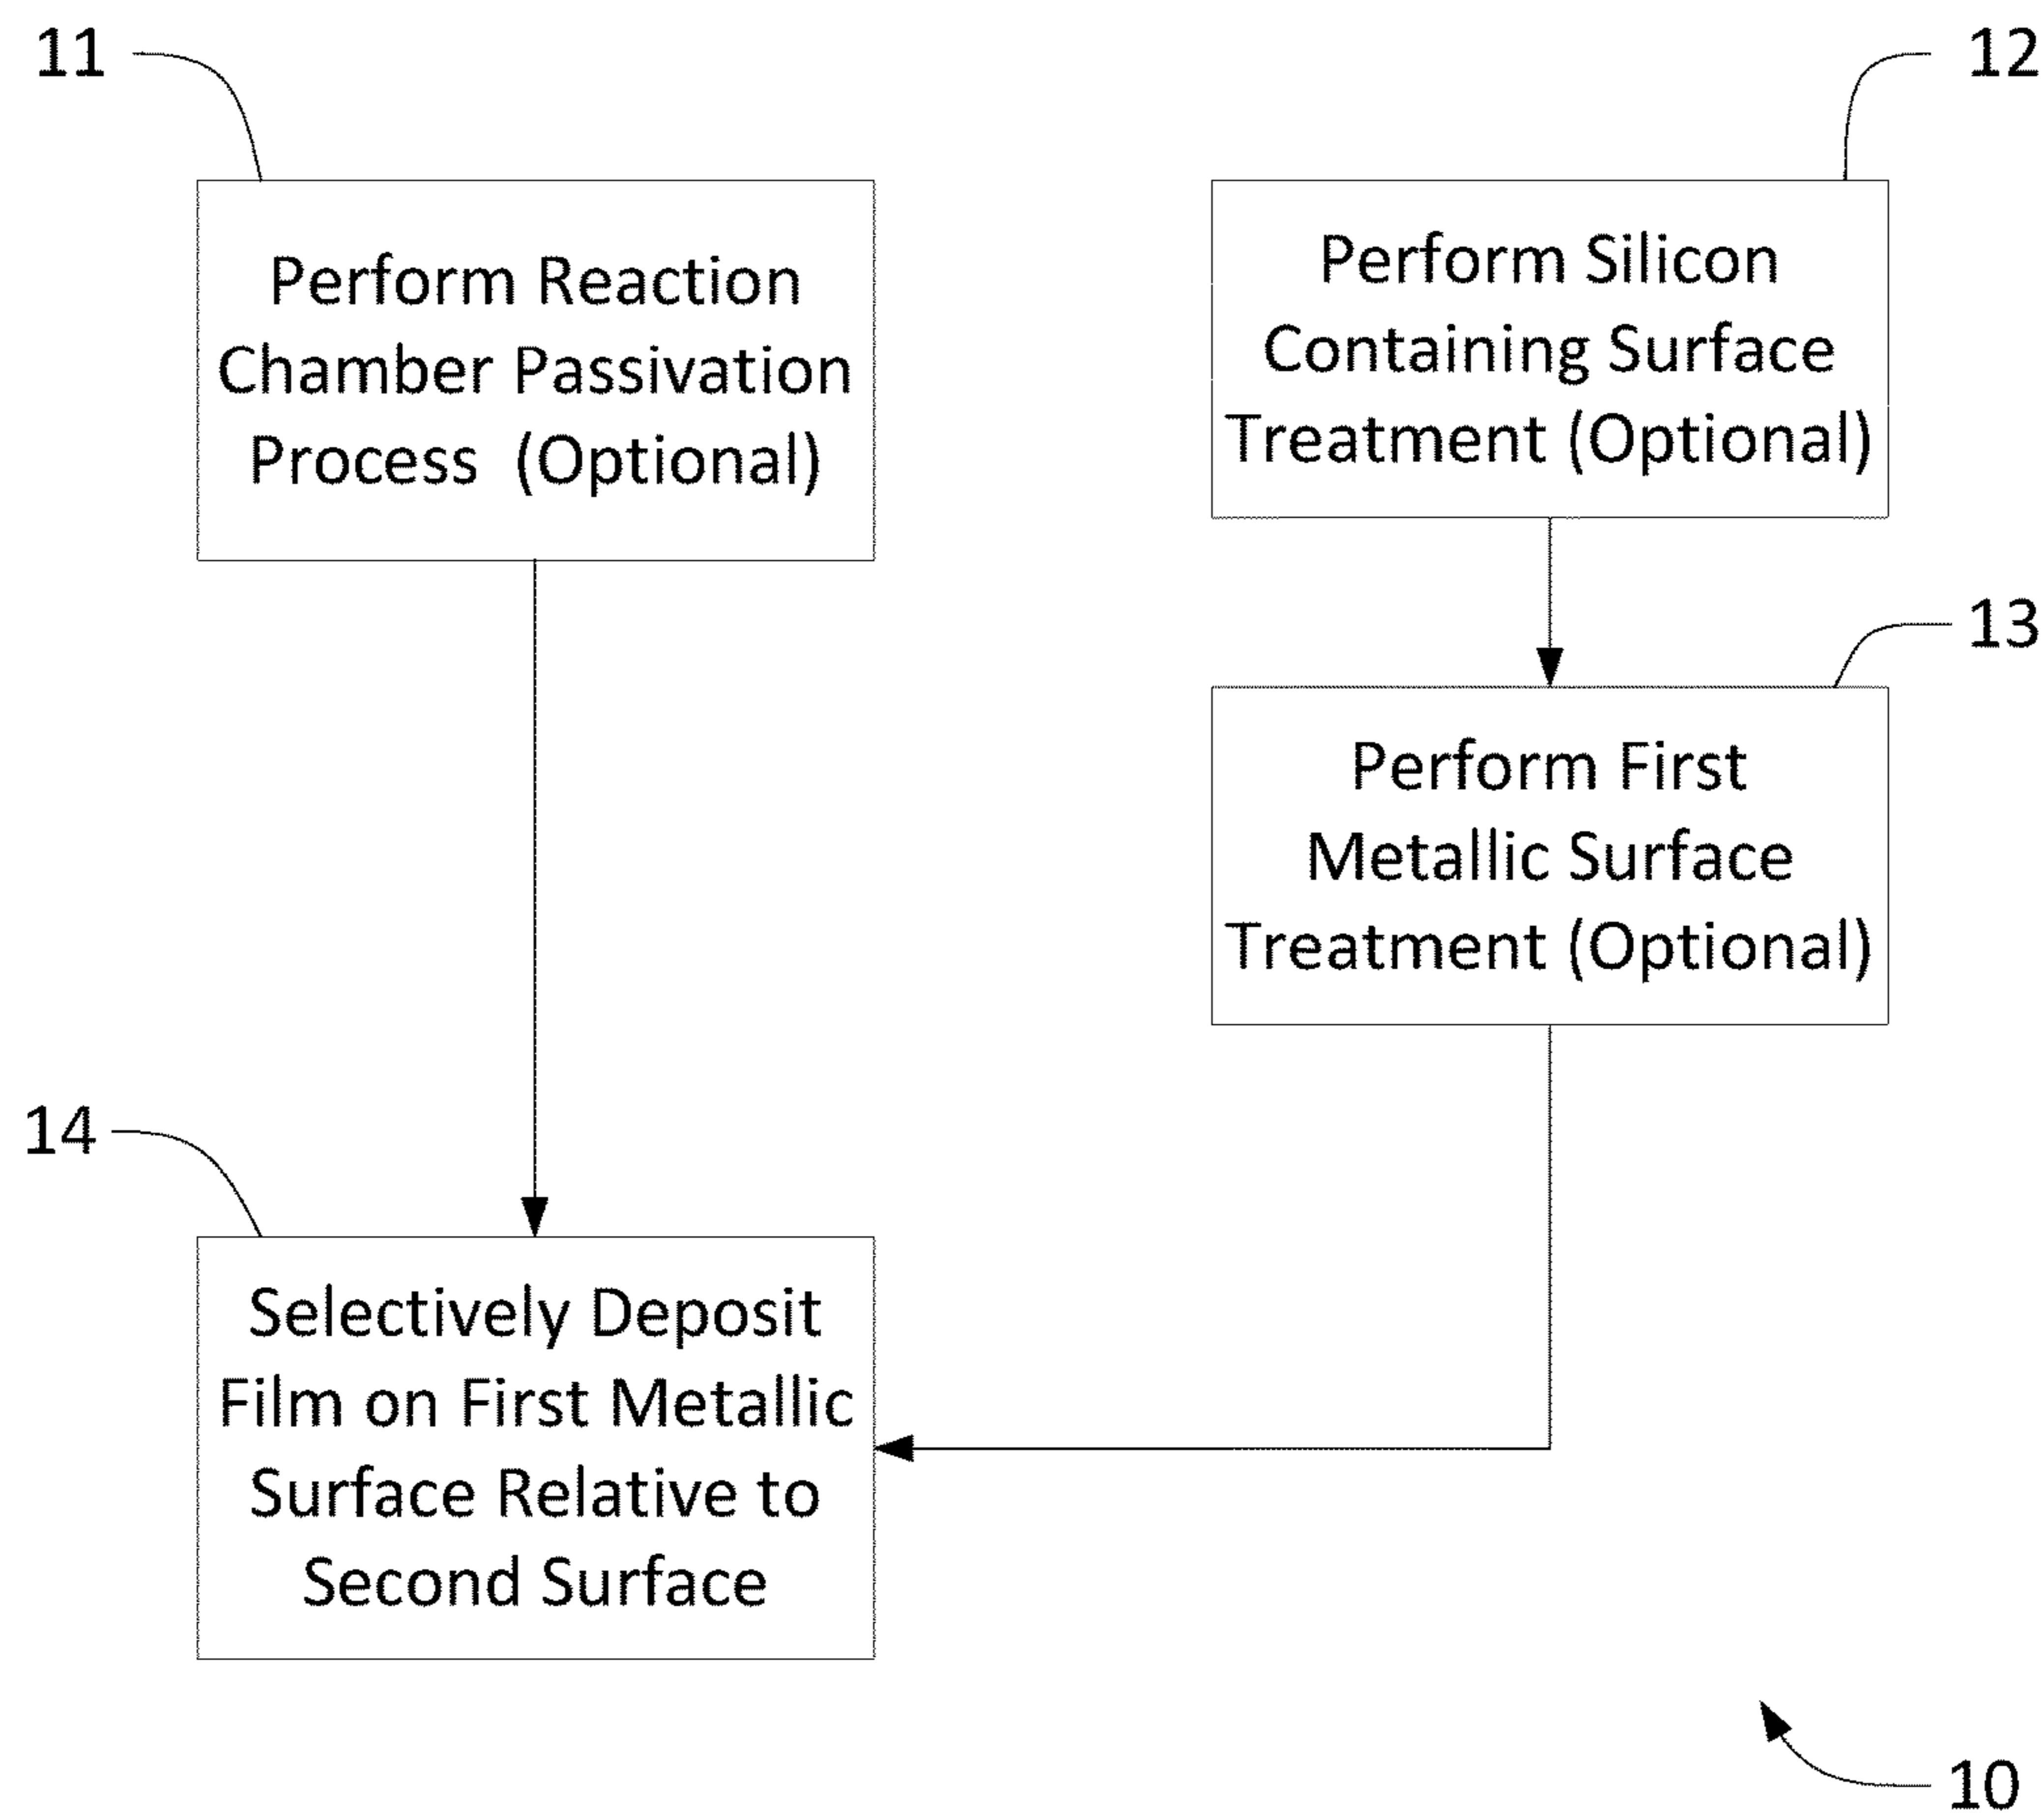 11
Perform Reaction
Chamber Passivation
Process (Optional)
12
Perform Silicon
Containing Surface
Treatment (Optional)
13
Perform First
Metallic Surface
Treatment (Optional)
14
Selectively Deposit
Film on First Metallic
Surface Relative to
Second Surface
10